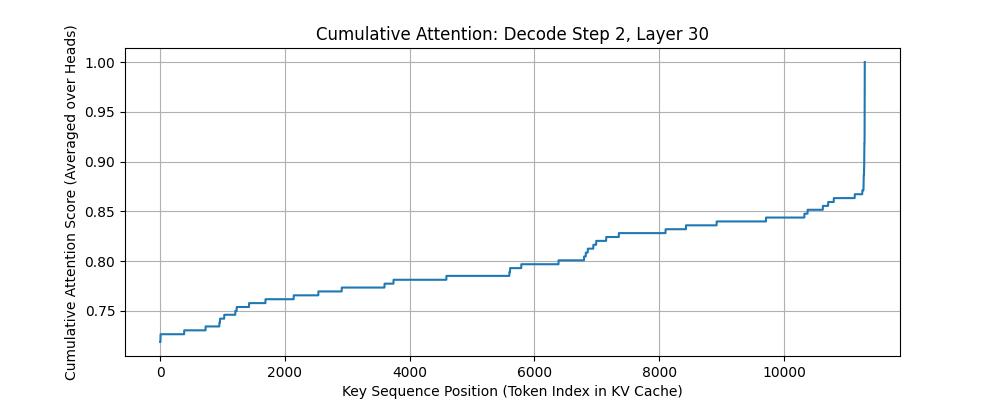 Cumulative Attention: Decode Step 2, Layer 30
Cumulative Attention Score (Averaged over Heads)
1.00
0.95
0.90
0.85
0.80
0.75
0 2000 4000 6000 8000 10000
Key Sequence Position (Token Index in KV Cache)